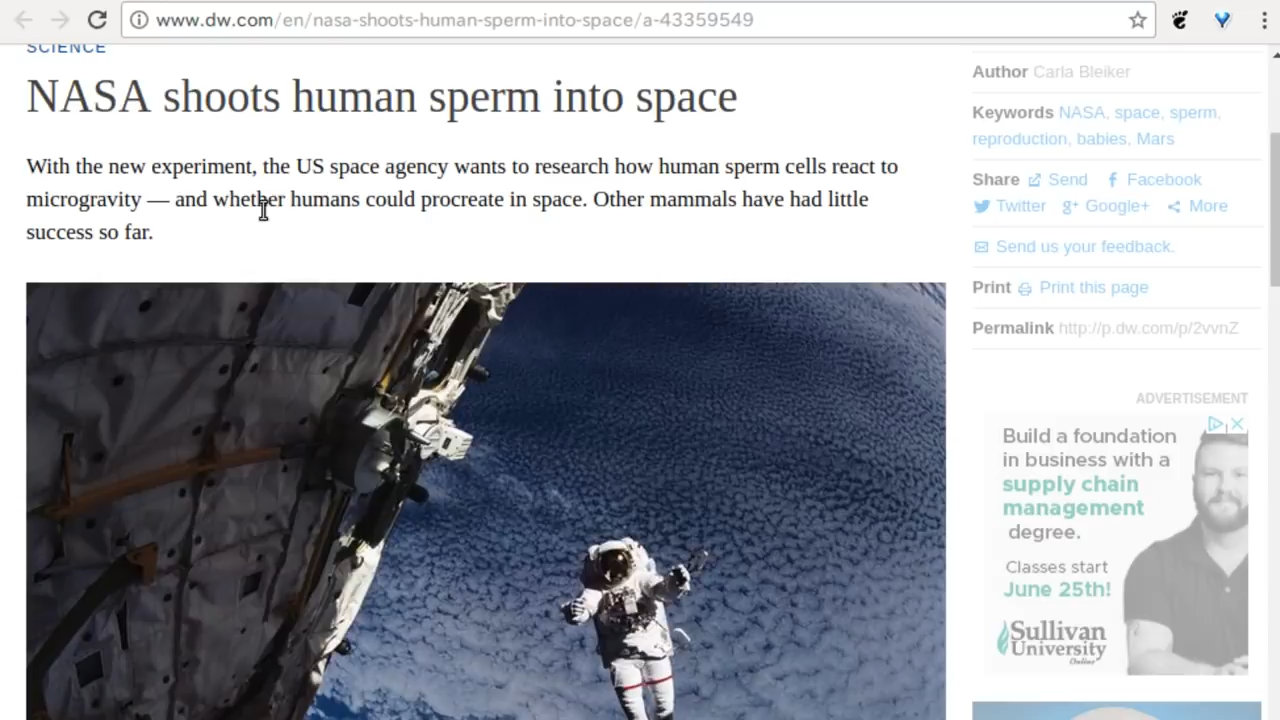 www.dw.com/en/nasa-shoots-human-sperm-into-space/a-43359549
SCIENCE
NASA shoots human sperm into space
With the new experiment, the US space agency wants to research how human sperm cells react to
microgravity — and whether humans could procreate in space. Other mammals have had little
success so far.
Author Carla Bleiker
Keywords NASA, space, sperm,
reproduction, babies, Mars
Share Send Facebook
Twitter Google+ More
Send us your feedback.
Print Print this page
Permalink http://p.dw.com/p/2vvnZ
ADVERTISEMENT
Build a foundation
in business with a
supply chain
management
degree.
Classes start
June 25th!
Sullivan
University
Online